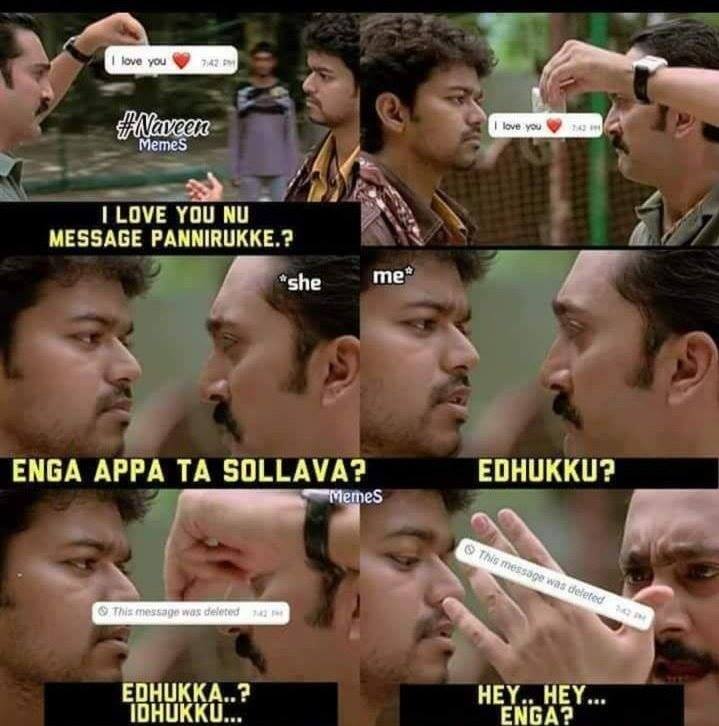 I love you ❤ 7:42 PM
#Naveen
MemeS
I LOVE YOU NU
MESSAGE PANNIRUKKE.?
I love you ❤ 7:42 PM
*she
ENGA APPA TA SOLLAVA?
me*
EDHUKKU?
MemeS
This message was deleted 7:42 PM
EDHUKKA..?
IDHUKKU...
This message was deleted 7:42 PM
HEY.. HEY...
ENGA?